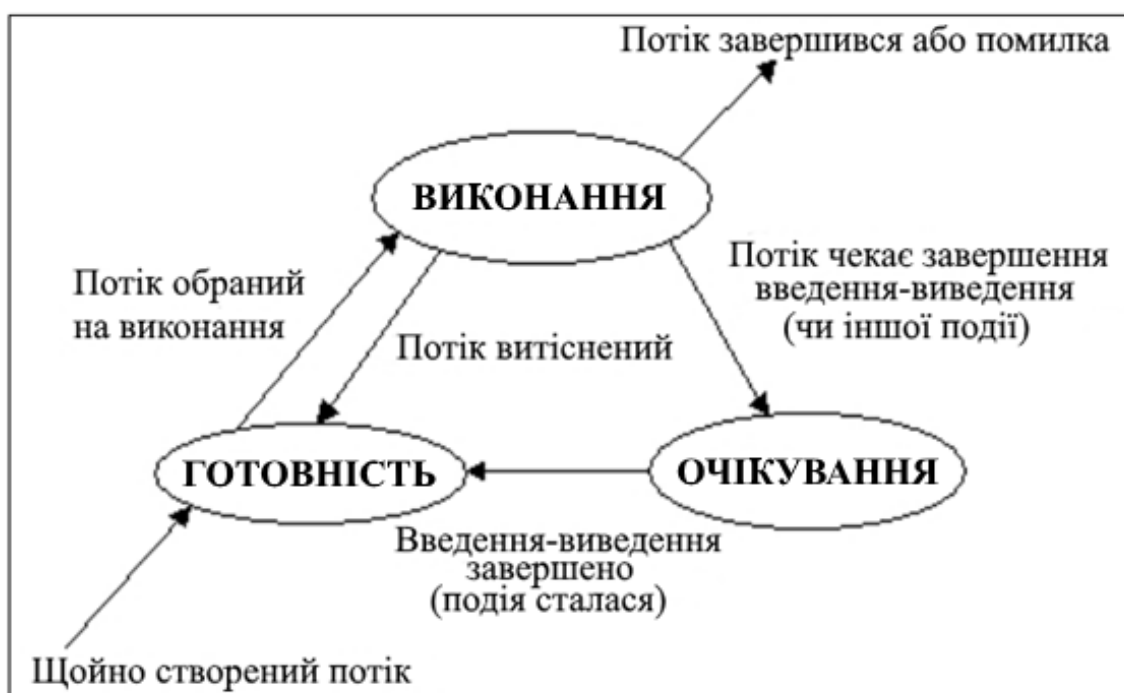 Потік завершився або помилка
ВИКОНАННЯ
Потік обраний
на виконання
Потік чекає завершення
введення-виведення
(чи іншої події)
Потік витіснений
ГОТОВНІСТЬ
ОЧІКУВАННЯ
Введення-виведення
завершено
(подія сталася)
Щойно створений потік